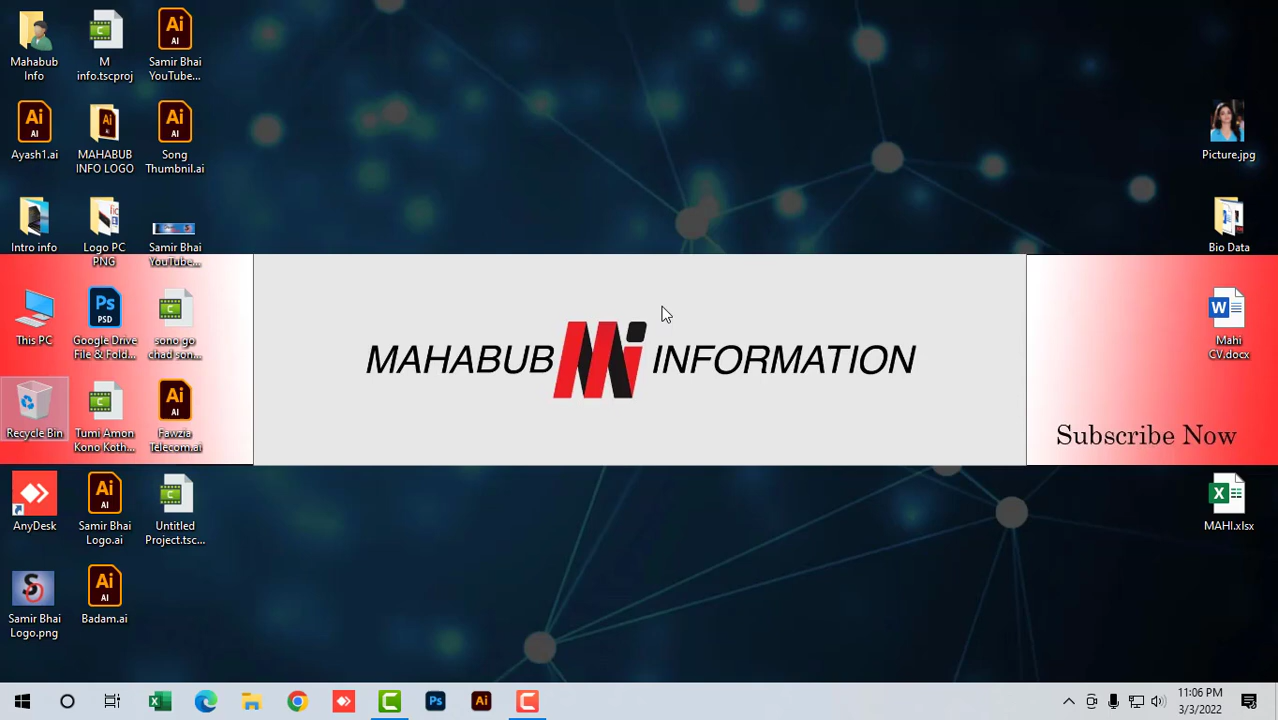 Mahabub
Info
M
info.tscproj
Samir Bhai
YouTube...
Ayash1.ai
MAHABUB
INFO LOGO
Song
Thumbnil.ai
Intro info
Logo PC
PNG
Samir Bhai
YouTube...
This PC
Google Drive
File & Fold...
sono go
chad son...
Recycle Bin
Tumi Amon
Kono Koth...
Fawzia
Telecom.ai
AnyDesk
Samir Bhai
Logo.ai
Untitled
Project.tsc...
Samir Bhai
Logo.png
Badam.ai
MAHABUB Mi INFORMATION
Picture.jpg
Bio Data
Mahi
CV.docx
Subscribe Now
MAHI.xlsx
11:06 PM
3/3/2022